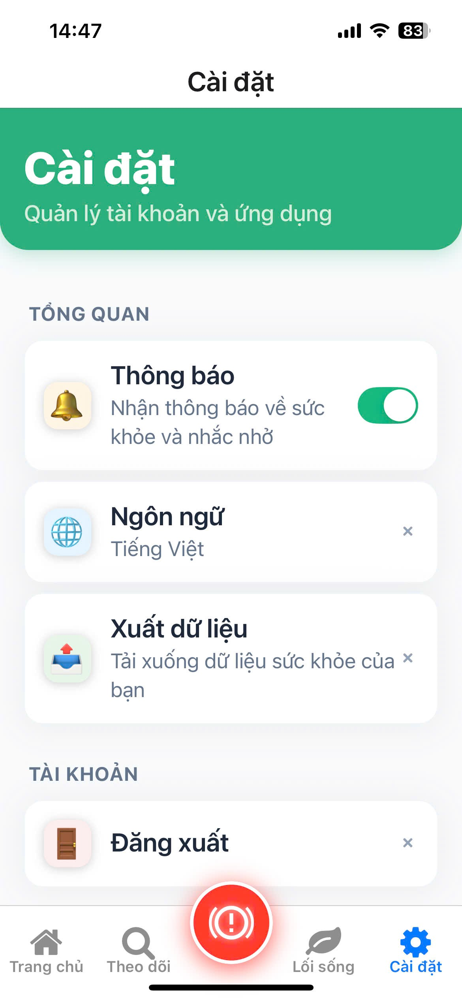 14:47
83
Cài đặt
Cài đặt
Quản lý tài khoản và ứng dụng
TỔNG QUAN
Thông báo
Nhận thông báo về sức
khỏe và nhắc nhở
Ngôn ngữ
Tiếng Việt
Xuất dữ liệu
Tải xuống dữ liệu sức khỏe của
bạn
TÀI KHOẢN
Đăng xuất
Trang chủ
Theo dõi
Lối sống
Cài đặt